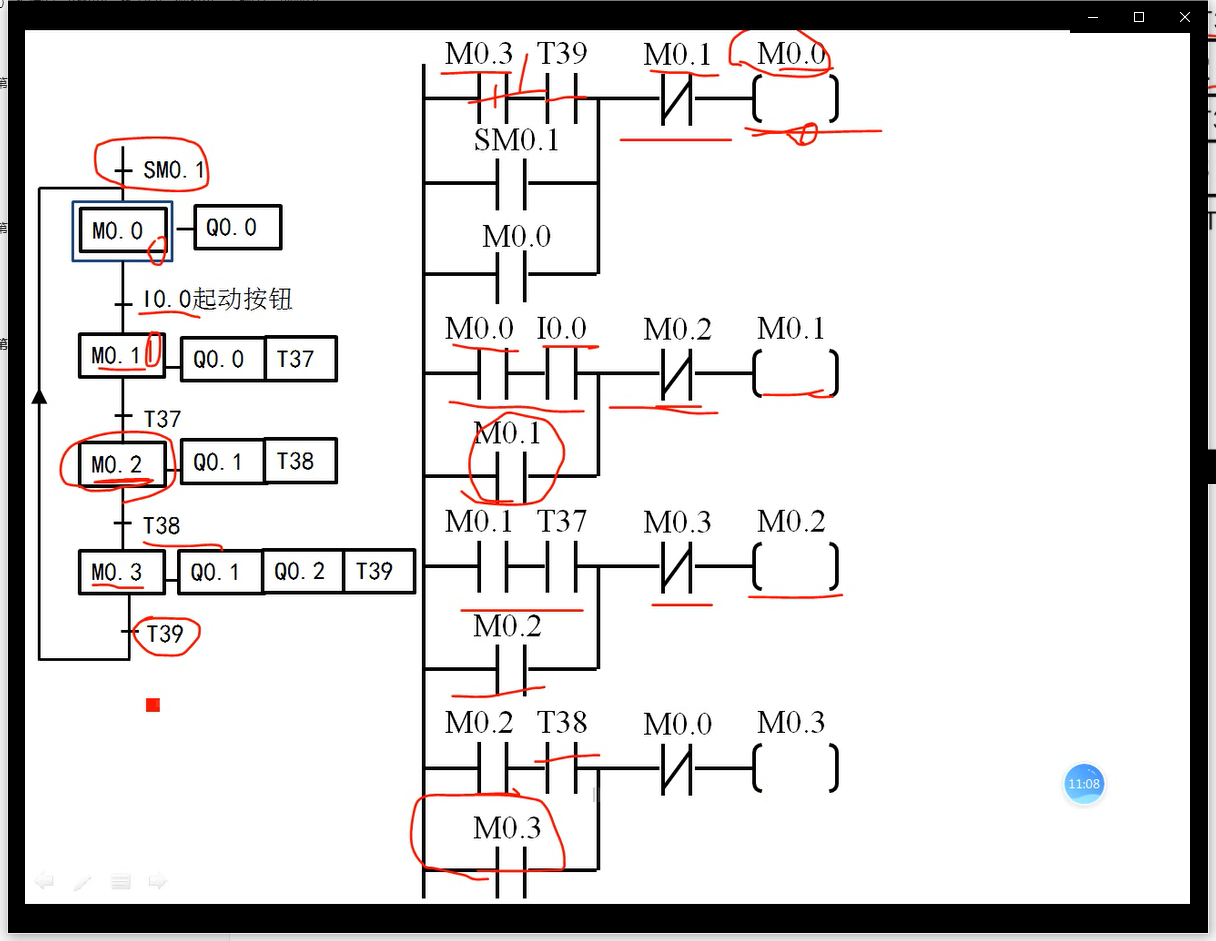 M0.3 T39 M0.1 M0.0
SM0.1
M0.0
M0.0 I0.0 M0.2 M0.1
M0.1
M0.1 T37 M0.3 M0.2
M0.2
M0.2 T38 M0.0 M0.3
M0.3
SM0.1
M0.0 Q0.0
I0.0起动按钮
M0.1 Q0.0 T37
T37
M0.2 Q0.1 T38
T38
M0.3 Q0.1 Q0.2 T39
T39
11:08
第
第
第